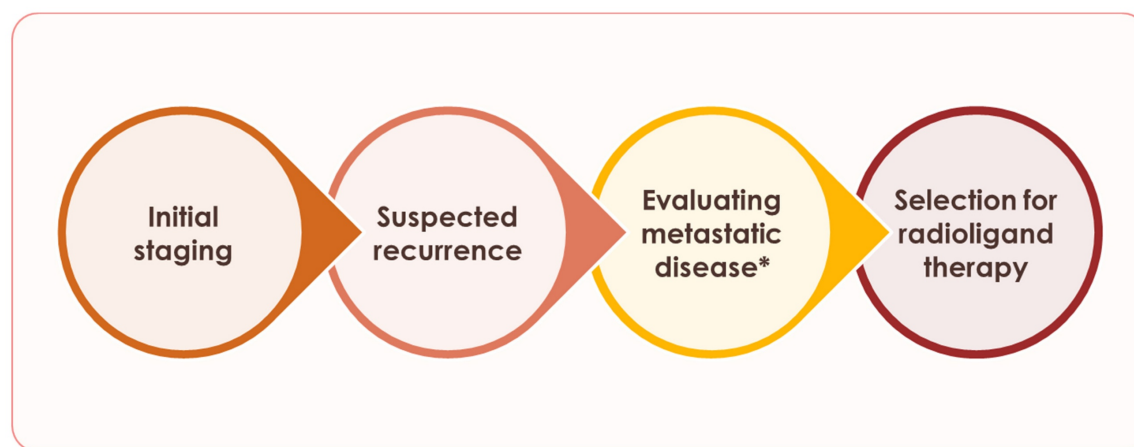 Initial
staging
Suspected
recurrence
Evaluating
metastatic
disease*
Selection for
radioligand
therapy